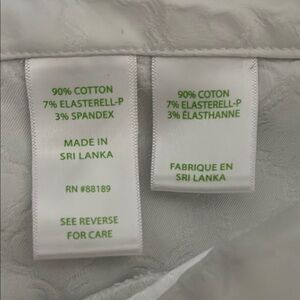 90% COTTON
7% ELASTERELL-P
3% SPANDEX
MADE IN
SRI LANKA
RN #88189
SEE REVERSE
FOR CARE
90% COTON
7% ELASTERELL-P
3% ÉLASTHANNE
FABRIQUE EN
SRI LANKA